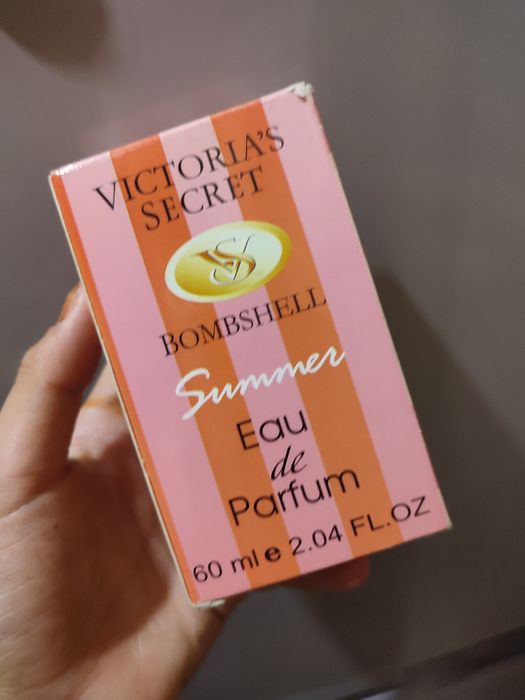 VICTORIA'S
SECRET
VS
BOMBSHELL
Summer
Eau
de
Parfum
60 ml e 2.04 FL.OZ